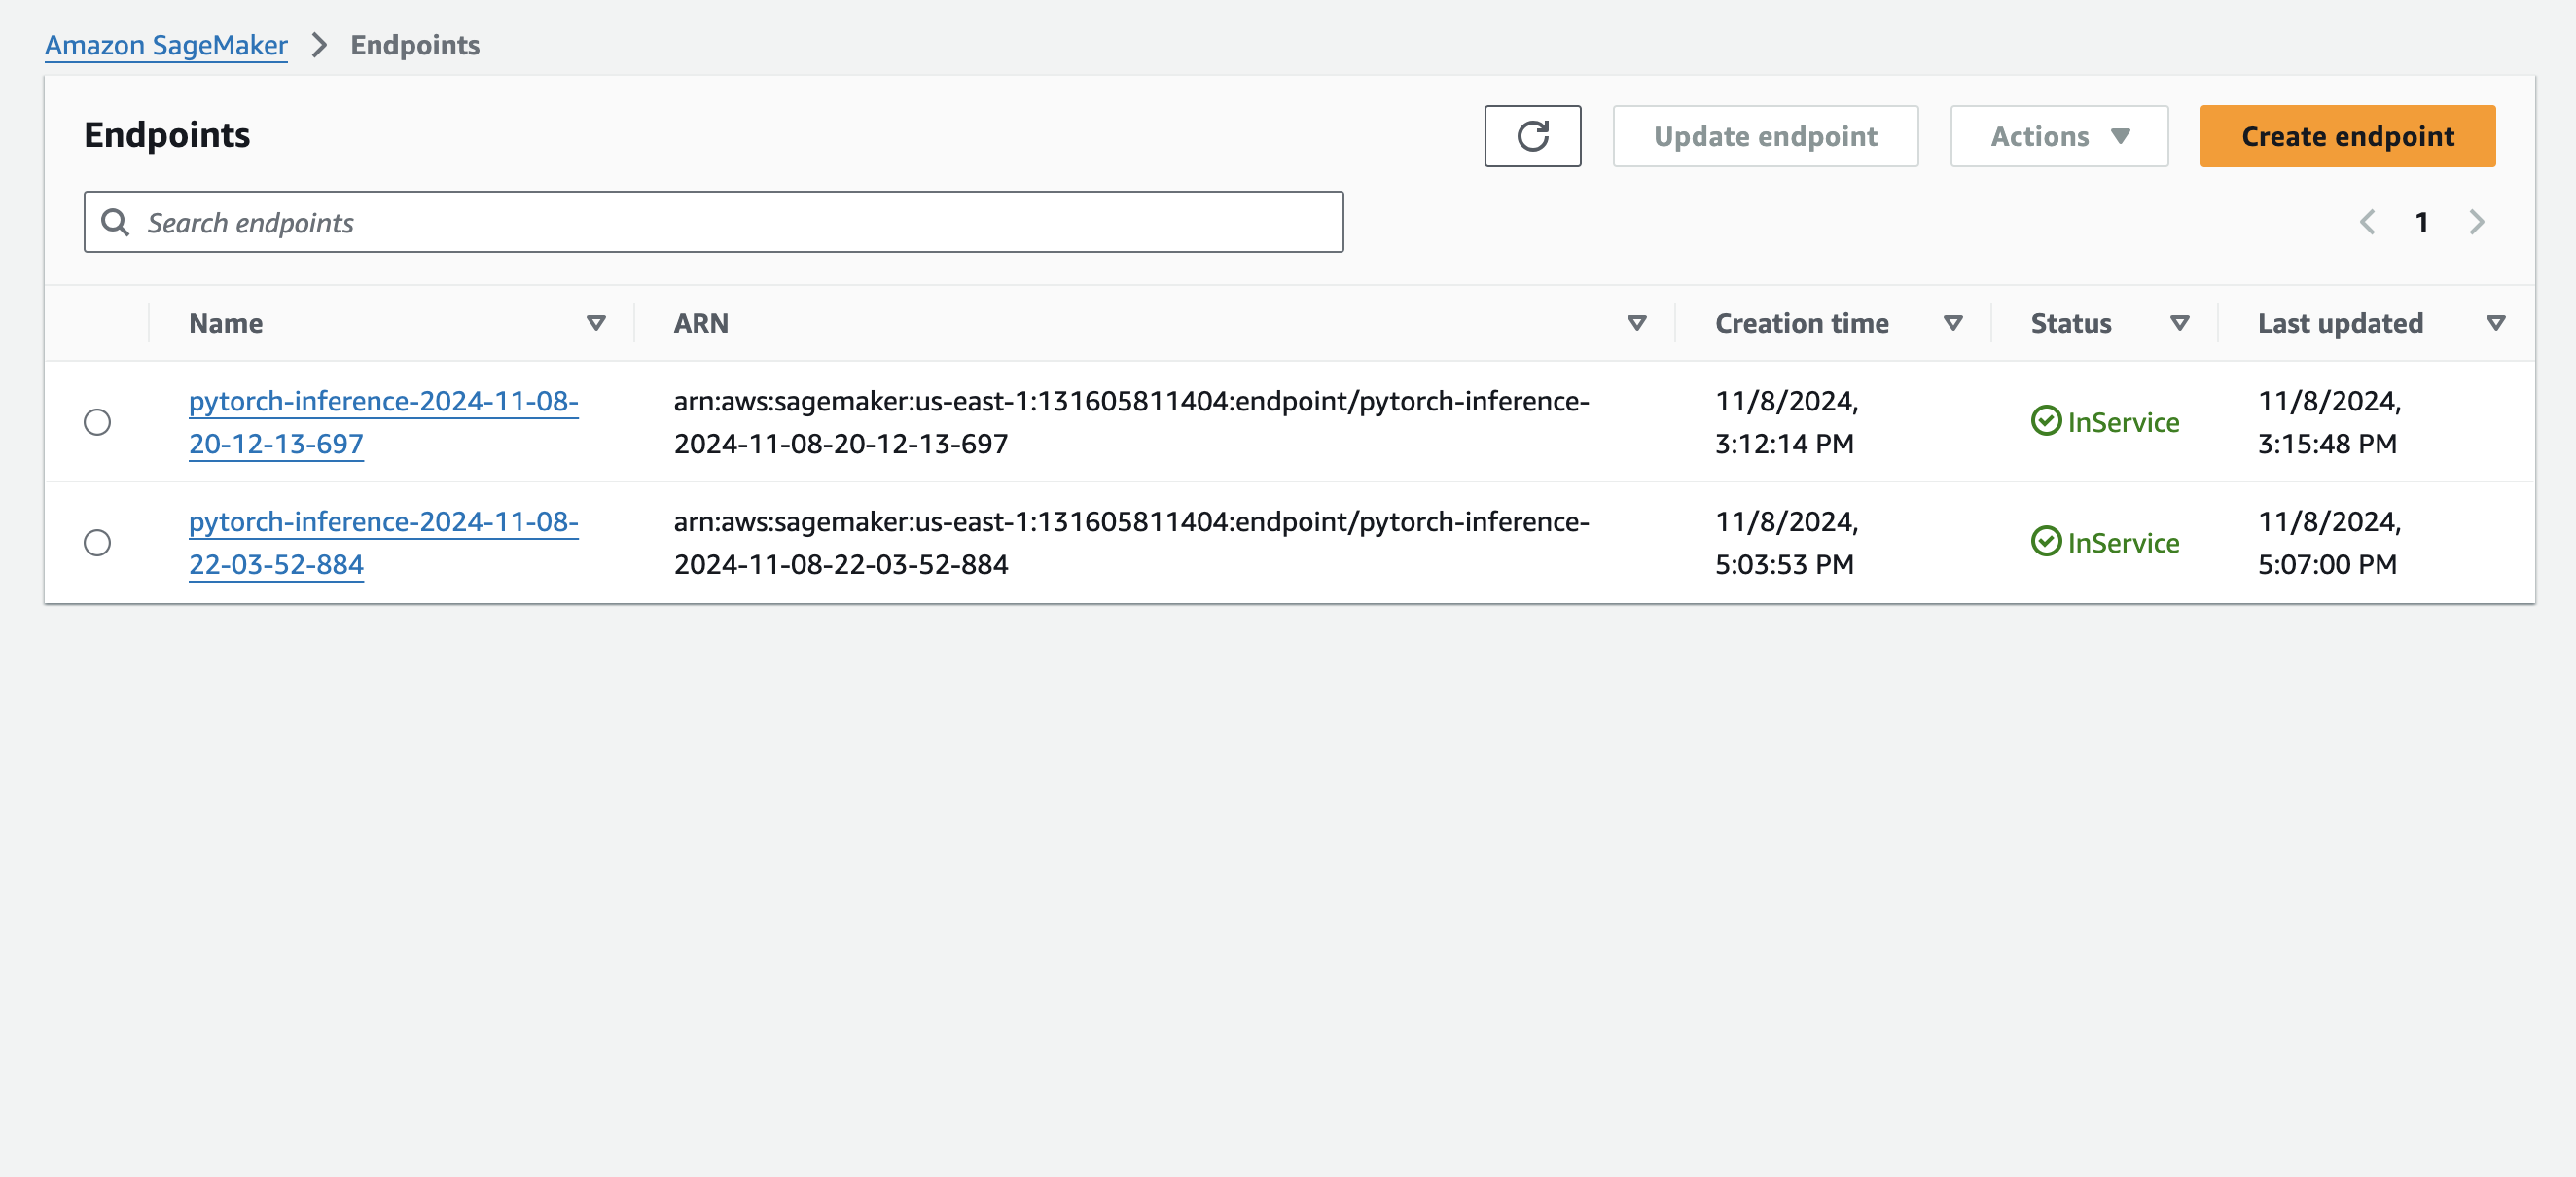 Amazon SageMaker > Endpoints
Endpoints
Update endpoint
Actions
Create endpoint
Search endpoints
1
Name
ARN
Creation time
Status
Last updated
pytorch-inference-2024-11-08-
20-12-13-697
arn:aws:sagemaker:us-east-1:131605811404:endpoint/pytorch-inference-
2024-11-08-20-12-13-697
11/8/2024,
3:12:14 PM
InService
11/8/2024,
3:15:48 PM
pytorch-inference-2024-11-08-
22-03-52-884
arn:aws:sagemaker:us-east-1:131605811404:endpoint/pytorch-inference-
2024-11-08-22-03-52-884
11/8/2024,
5:03:53 PM
InService
11/8/2024,
5:07:00 PM